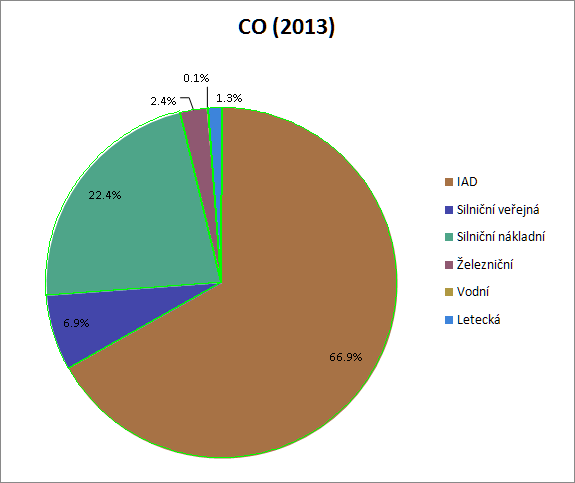 CO (2013)
0.1%
2.4%
1.3%
22.4%
6.9%
66.9%
IAD
Silniční veřejná
Silniční nákladní
Železniční
Vodní
Letecká